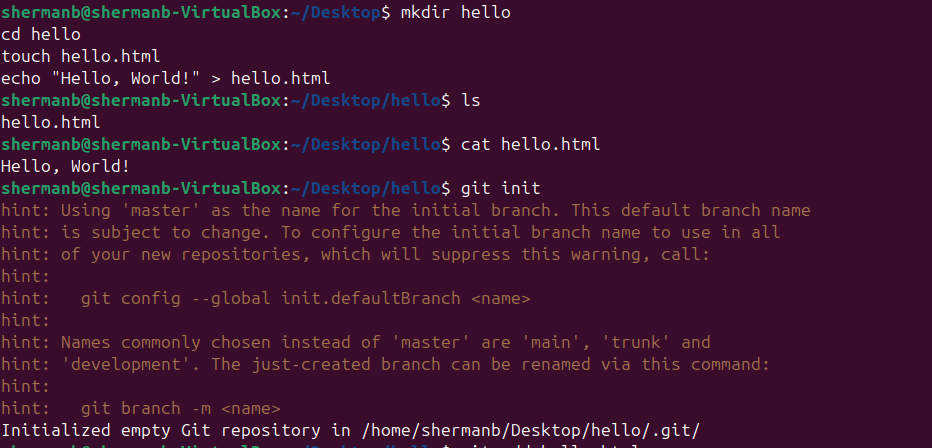 shermanb@shermanb-VirtualBox:~/Desktop$ mkdir hello
cd hello
touch hello.html
echo "Hello, World!" > hello.html
shermanb@shermanb-VirtualBox:~/Desktop/hello$ ls
hello.html
shermanb@shermanb-VirtualBox:~/Desktop/hello$ cat hello.html
Hello, World!
shermanb@shermanb-VirtualBox:~/Desktop/hello$ git init
hint: Using 'master' as the name for the initial branch. This default branch name
hint: is subject to change. To configure the initial branch name to use in all
hint: of your new repositories, which will suppress this warning, call:
hint:
hint:   git config --global init.defaultBranch <name>
hint:
hint: Names commonly chosen instead of 'master' are 'main', 'trunk' and
hint: 'development'. The just-created branch can be renamed via this command:
hint:
hint:   git branch -m <name>
Initialized empty Git repository in /home/shermanb/Desktop/hello/.git/